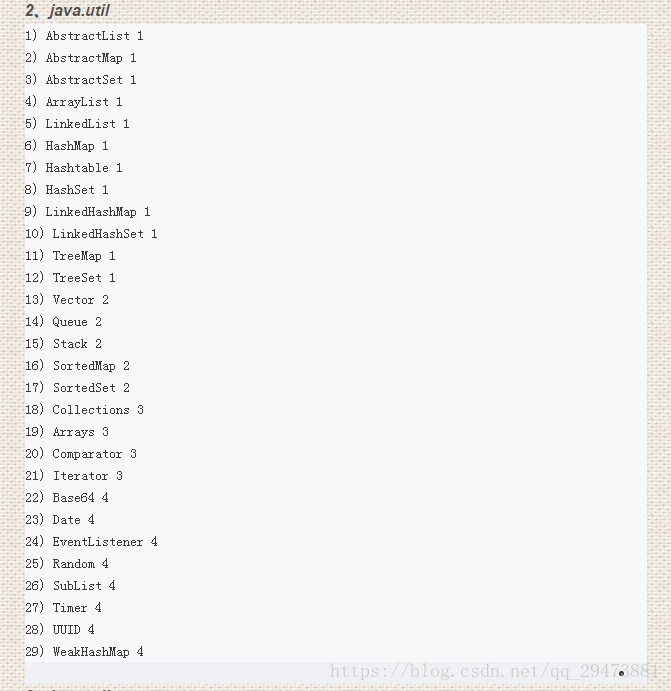 2、java.util
1) AbstractList 1
2) AbstractMap 1
3) AbstractSet 1
4) ArrayList 1
5) LinkedList 1
6) HashMap 1
7) Hashtable 1
8) HashSet 1
9) LinkedHashMap 1
10) LinkedHashSet 1
11) TreeMap 1
12) TreeSet 1
13) Vector 2
14) Queue 2
15) Stack 2
16) SortedMap 2
17) SortedSet 2
18) Collections 3
19) Arrays 3
20) Comparator 3
21) Iterator 3
22) Base64 4
23) Date 4
24) EventListener 4
25) Random 4
26) SubList 4
27) Timer 4
28) UUID 4
29) WeakHashMap 4
https://blog.csdn.net/qq_29473881